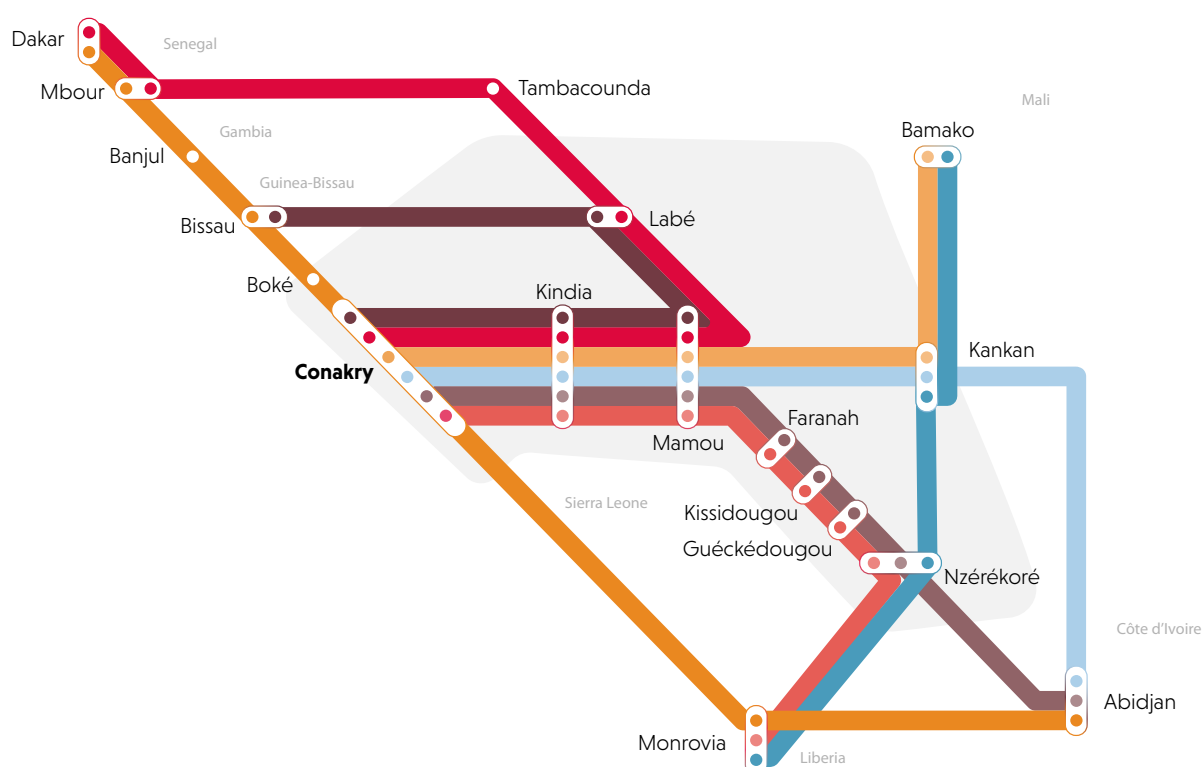 Dakar
Senegal
Mbour
Tambacounda
Mali
Gambia
Bamako
Banjul
Guinea-Bissau
Bissau
Labé
Boké
Kindia
Kankan
Conakry
Faranah
Mamou
Sierra Leone
Kissidougou
Guéckédougou
Nzérékoré
Côte d'Ivoire
Abidjan
Monrovia
Liberia